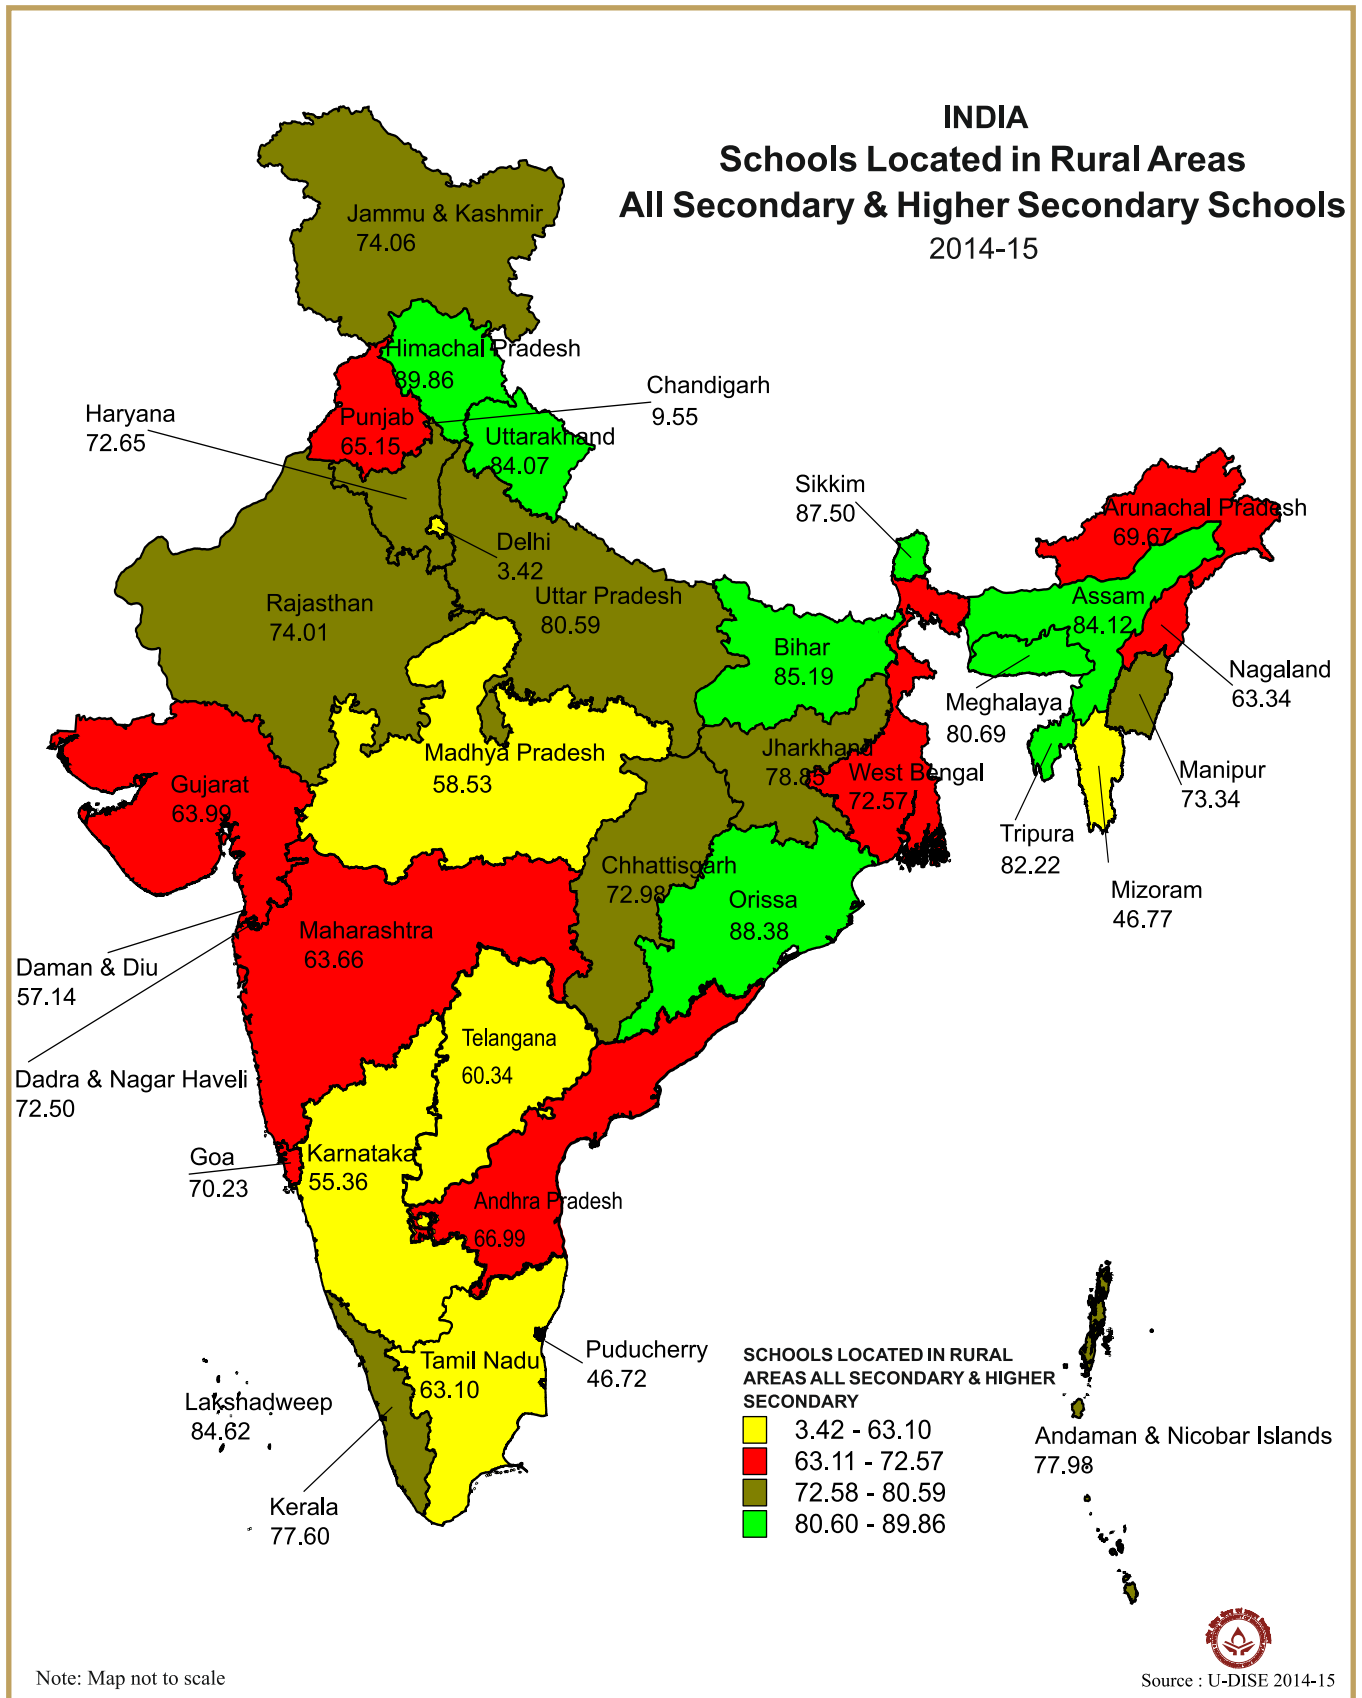 INDIA
Schools Located in Rural Areas
All Secondary & Higher Secondary Schools
2014-15
Jammu & Kashmir
74.06
Himachal Pradesh
89.86
Chandigarh
9.55
Haryana
72.65
Punjab
65.15
Uttarakhand
84.07
Sikkim
87.50
Arunachal Pradesh
69.67
Delhi
3.42
Rajasthan
74.01
Uttar Pradesh
80.59
Assam
84.12
Bihar
85.19
Nagaland
63.34
Meghalaya
80.69
Madhya Pradesh
58.53
Jharkhand
78.85
West Bengal
72.57
Gujarat
63.99
Manipur
73.34
Tripura
82.22
Chhattisgarh
72.98
Orissa
88.38
Mizoram
46.77
Maharashtra
63.66
Daman & Diu
57.14
Telangana
60.34
Dadra & Nagar Haveli
72.50
Goa
70.23
Karnataka
55.36
Andhra Pradesh
66.99
Puducherry
46.72
Tamil Nadu
63.10
Lakshadweep
84.62
Kerala
77.60
Andaman & Nicobar Islands
77.98
SCHOOLS LOCATED IN RURAL
AREAS ALL SECONDARY & HIGHER
SECONDARY
3.42 - 63.10
63.11 - 72.57
72.58 - 80.59
80.60 - 89.86
Note: Map not to scale
Source : U-DISE 2014-15